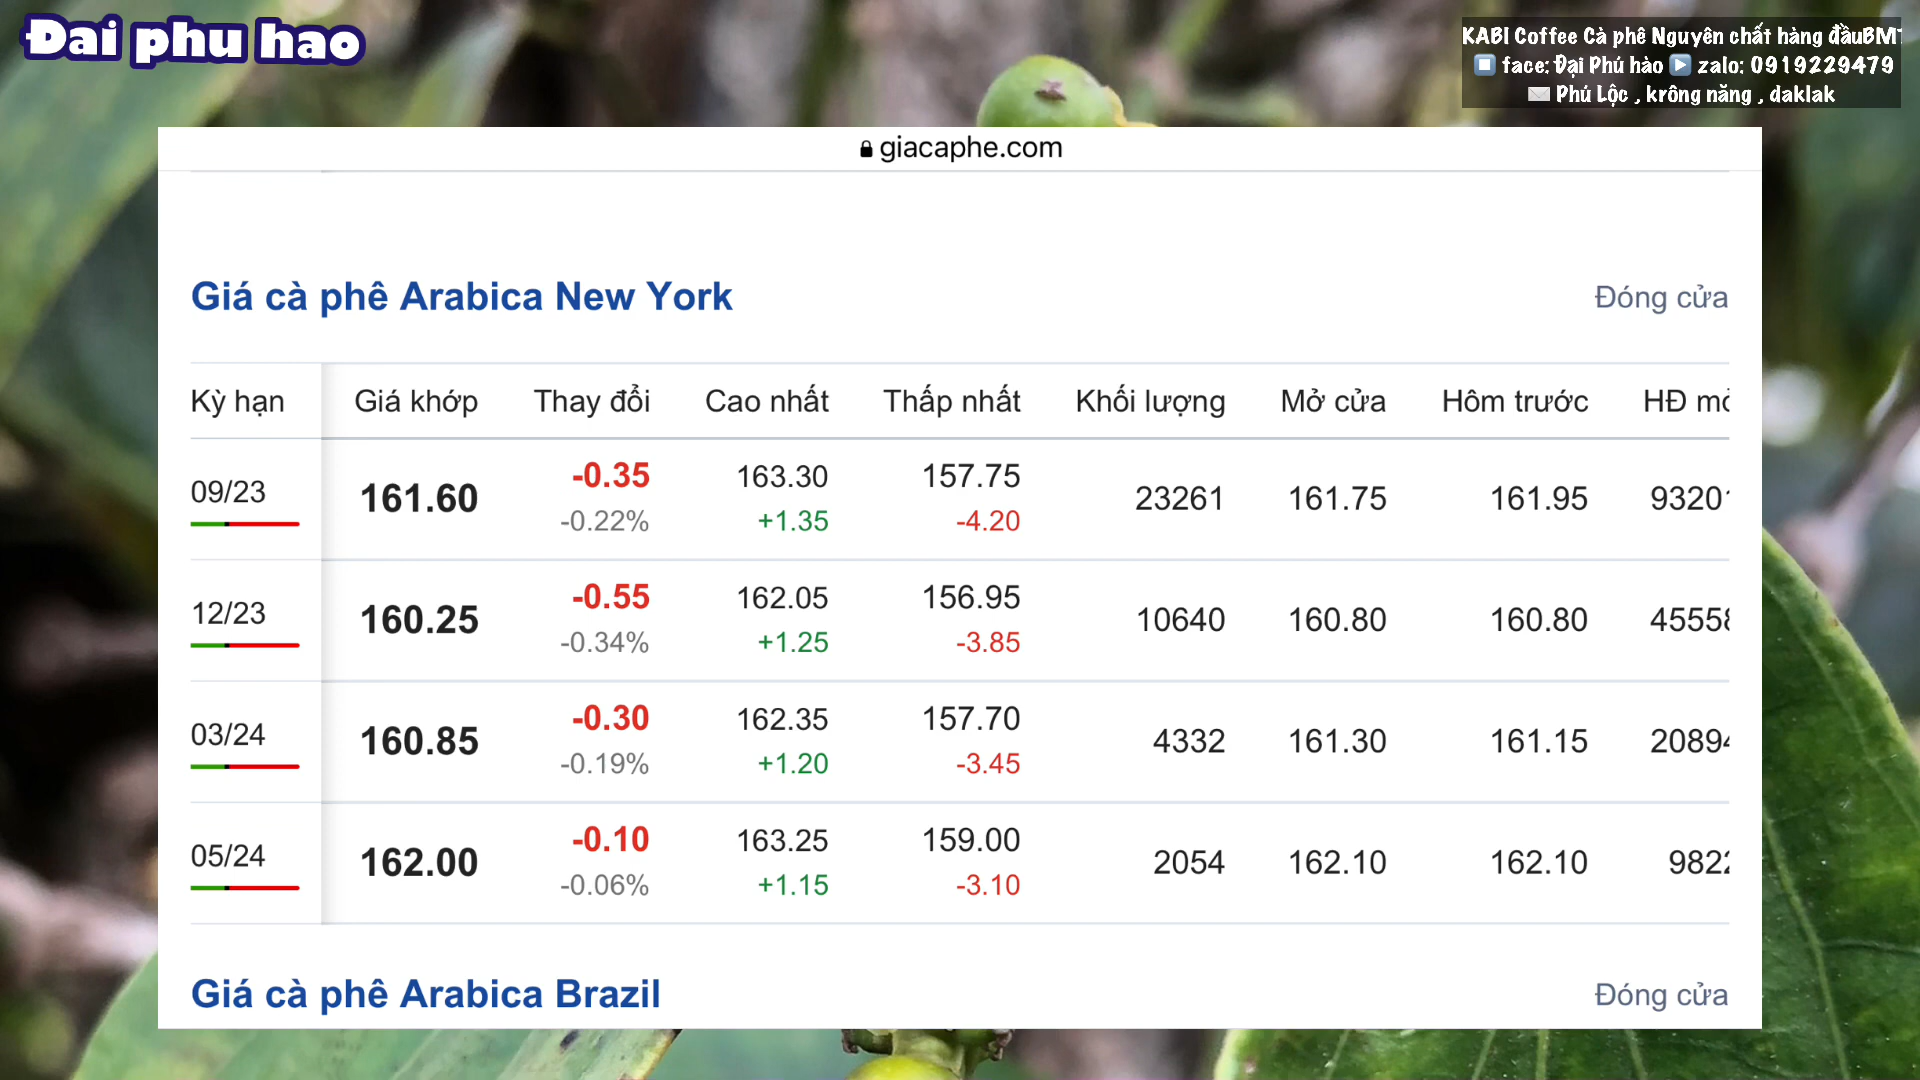 Đai phu hao
KABI Coffee Cà phê Nguyên chất hàng đầuBMT
face: Đại Phú hào zalo: 0919229479
Phú Lộc , krông năng , daklak
giacaphe.com
Giá cà phê Arabica New York
Đóng cửa
Kỳ hạn Giá khớp Thay đổi Cao nhất Thấp nhất Khối lượng Mở cửa Hôm trước HĐ mở
09/23 161.60 -0.35 163.30 157.75 23261 161.75 161.95 93201
-0.22% +1.35 -4.20
12/23 160.25 -0.55 162.05 156.95 10640 160.80 160.80 45558
-0.34% +1.25 -3.85
03/24 160.85 -0.30 162.35 157.70 4332 161.30 161.15 20894
-0.19% +1.20 -3.45
05/24 162.00 -0.10 163.25 159.00 2054 162.10 162.10 9822
-0.06% +1.15 -3.10
Giá cà phê Arabica Brazil
Đóng cửa